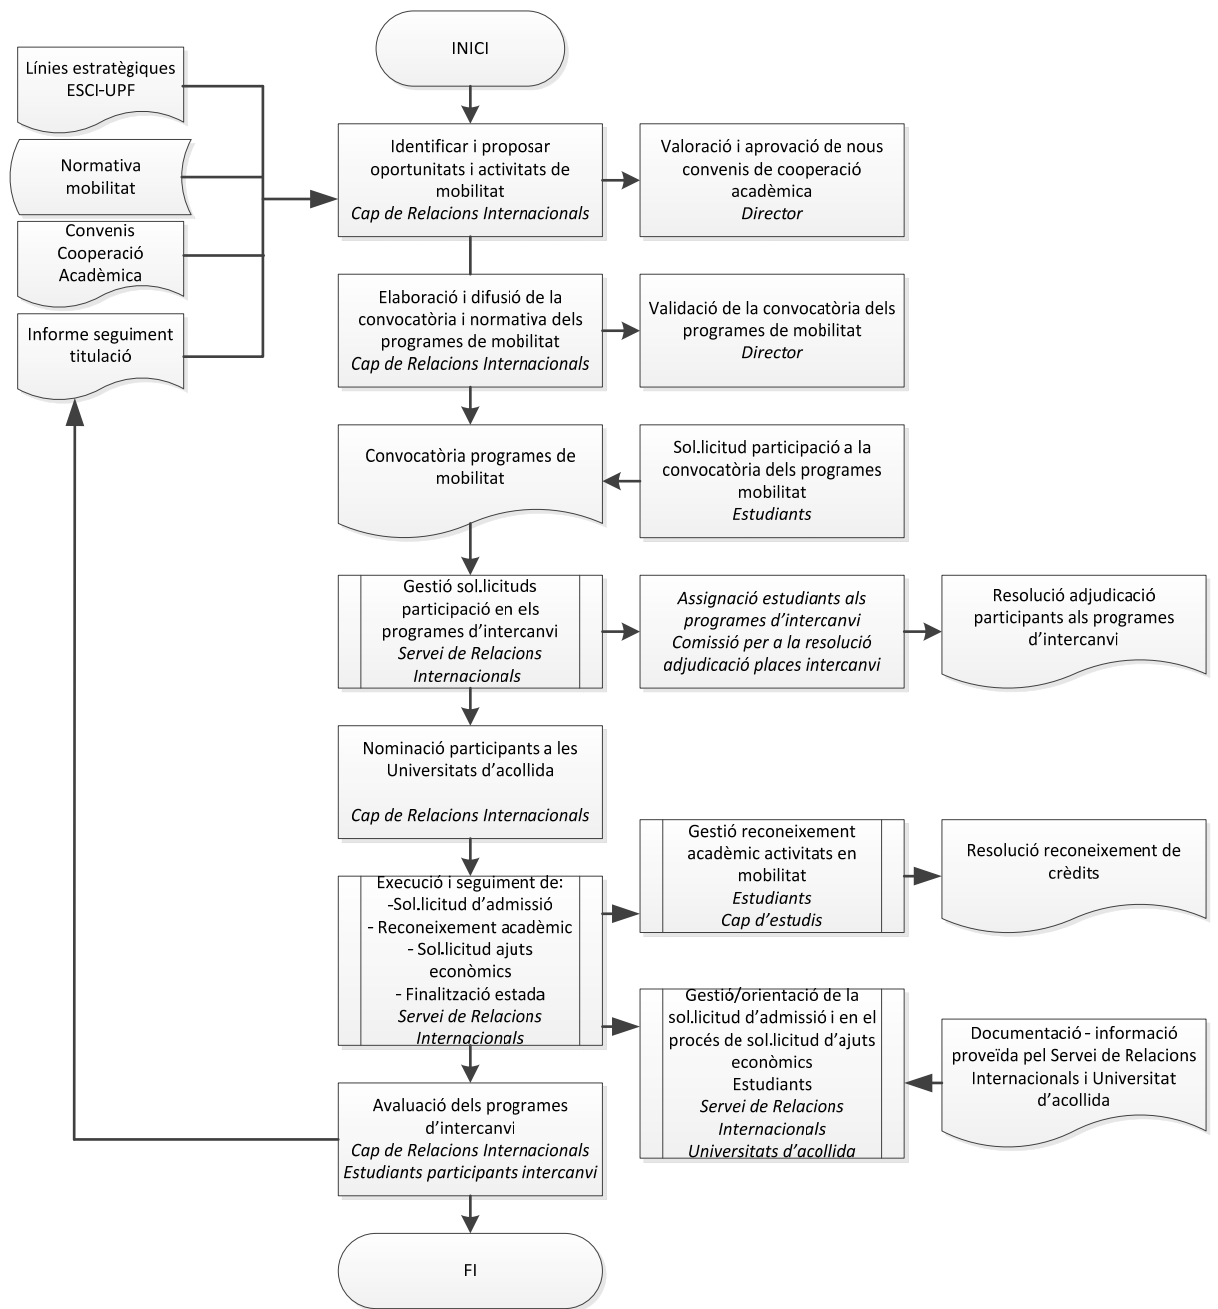 INICI
Línies estratègiques
ESCI-UPF
Normativa
mobilitat
Convenis
Cooperació
Acadèmica
Informe seguiment
titulació
Identificar i proposar
oportunitats i activitats de
mobilitat
Cap de Relacions Internacionals
Valoració i aprovació de nous
convenis de cooperació
acadèmica
Director
Elaboració i difusió de la
convocatòria i normativa dels
programes de mobilitat
Cap de Relacions Internacionals
Validació de la convocatòria dels
programes de mobilitat
Director
Convocatòria programes de
mobilitat
Sol.licitud participació a la
convocatòria dels programes
mobilitat
Estudiants
Gestió sol.licituds
participació en els
programes d’intercanvi
Servei de Relacions
Internacionals
Assignació estudiants als
programes d’intercanvi
Comissió per a la resolució
adjudicació places intercanvi
Resolució adjudicació
participants als programes
d’intercanvi
Nominació participants a les
Universitats d’acollida
Cap de Relacions Internacionals
Execució i seguiment de:
-Sol.licitud d’admissió
- Reconeixement acadèmic
- Sol.licitud ajuts
econòmics
- Finalització estada
Servei de Relacions
Internacionals
Gestió reconeixement
acadèmic activitats en
mobilitat
Estudiants
Cap d’estudis
Resolució reconeixement de
crèdits
Gestió/orientació de la
sol.licitud d’admissió i en el
procés de sol.licitud d’ajuts
econòmics
Estudiants
Servei de Relacions
Internacionals
Universitats d’acollida
Documentació - informació
proveïda pel Servei de Relacions
Internacionals i Universitat
d’acollida
Avaluació dels programes
d’intercanvi
Cap de Relacions Internacionals
Estudiants participants intercanvi
FI